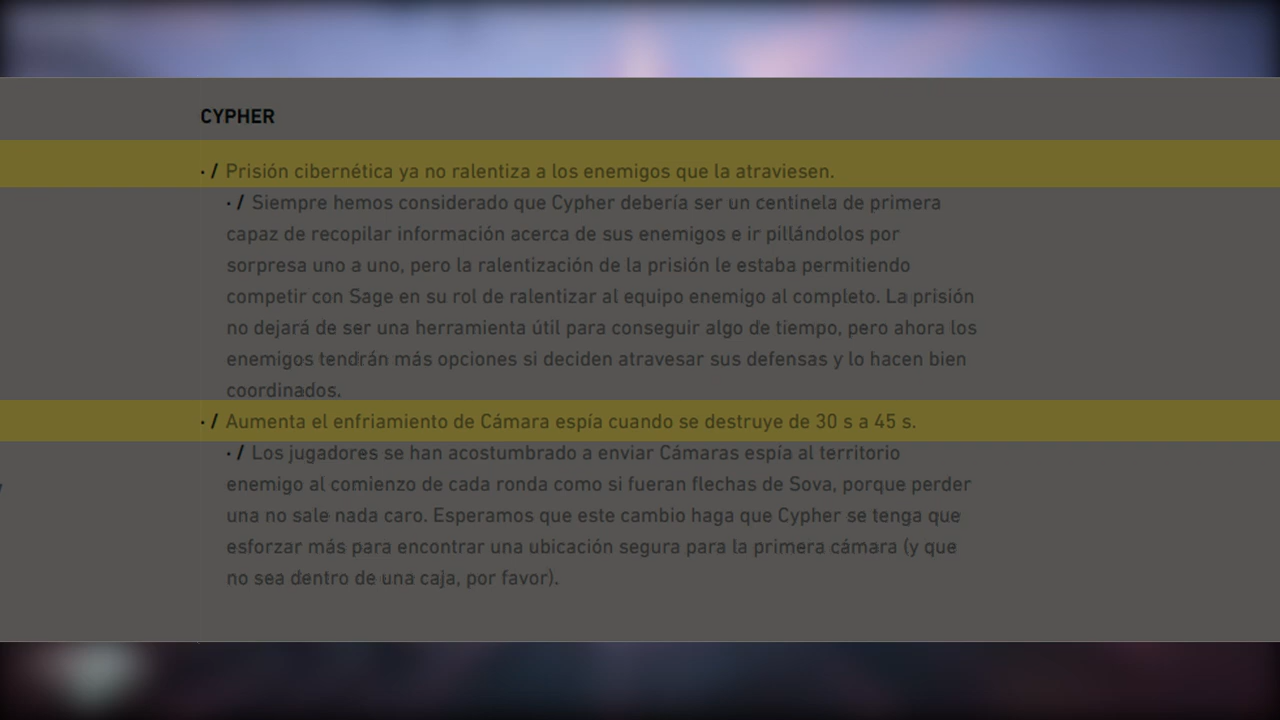 CYPHER
· / Prisión cibernética ya no ralentiza a los enemigos que la atraviesen.
· / Siempre hemos considerado que Cypher debería ser un centinela de primera
capaz de recopilar información acerca de sus enemigos e ir pillándolos por
sorpresa uno a uno, pero la ralentización de la prisión le estaba permitiendo
competir con Sage en su rol de ralentizar al equipo enemigo al completo. La prisión
no dejará de ser una herramienta útil para conseguir algo de tiempo, pero ahora los
enemigos tendrán más opciones si deciden atravesar sus defensas y lo hacen bien
coordinados.
· / Aumenta el enfriamiento de Cámara espía cuando se destruye de 30 s a 45 s.
· / Los jugadores se han acostumbrado a enviar Cámaras espía al territorio
enemigo al comienzo de cada ronda como si fueran flechas de Sova, porque perder
una no sale nada caro. Esperamos que este cambio haga que Cypher se tenga que
esforzar más para encontrar una ubicación segura para la primera cámara (y que
no sea dentro de una caja, por favor).